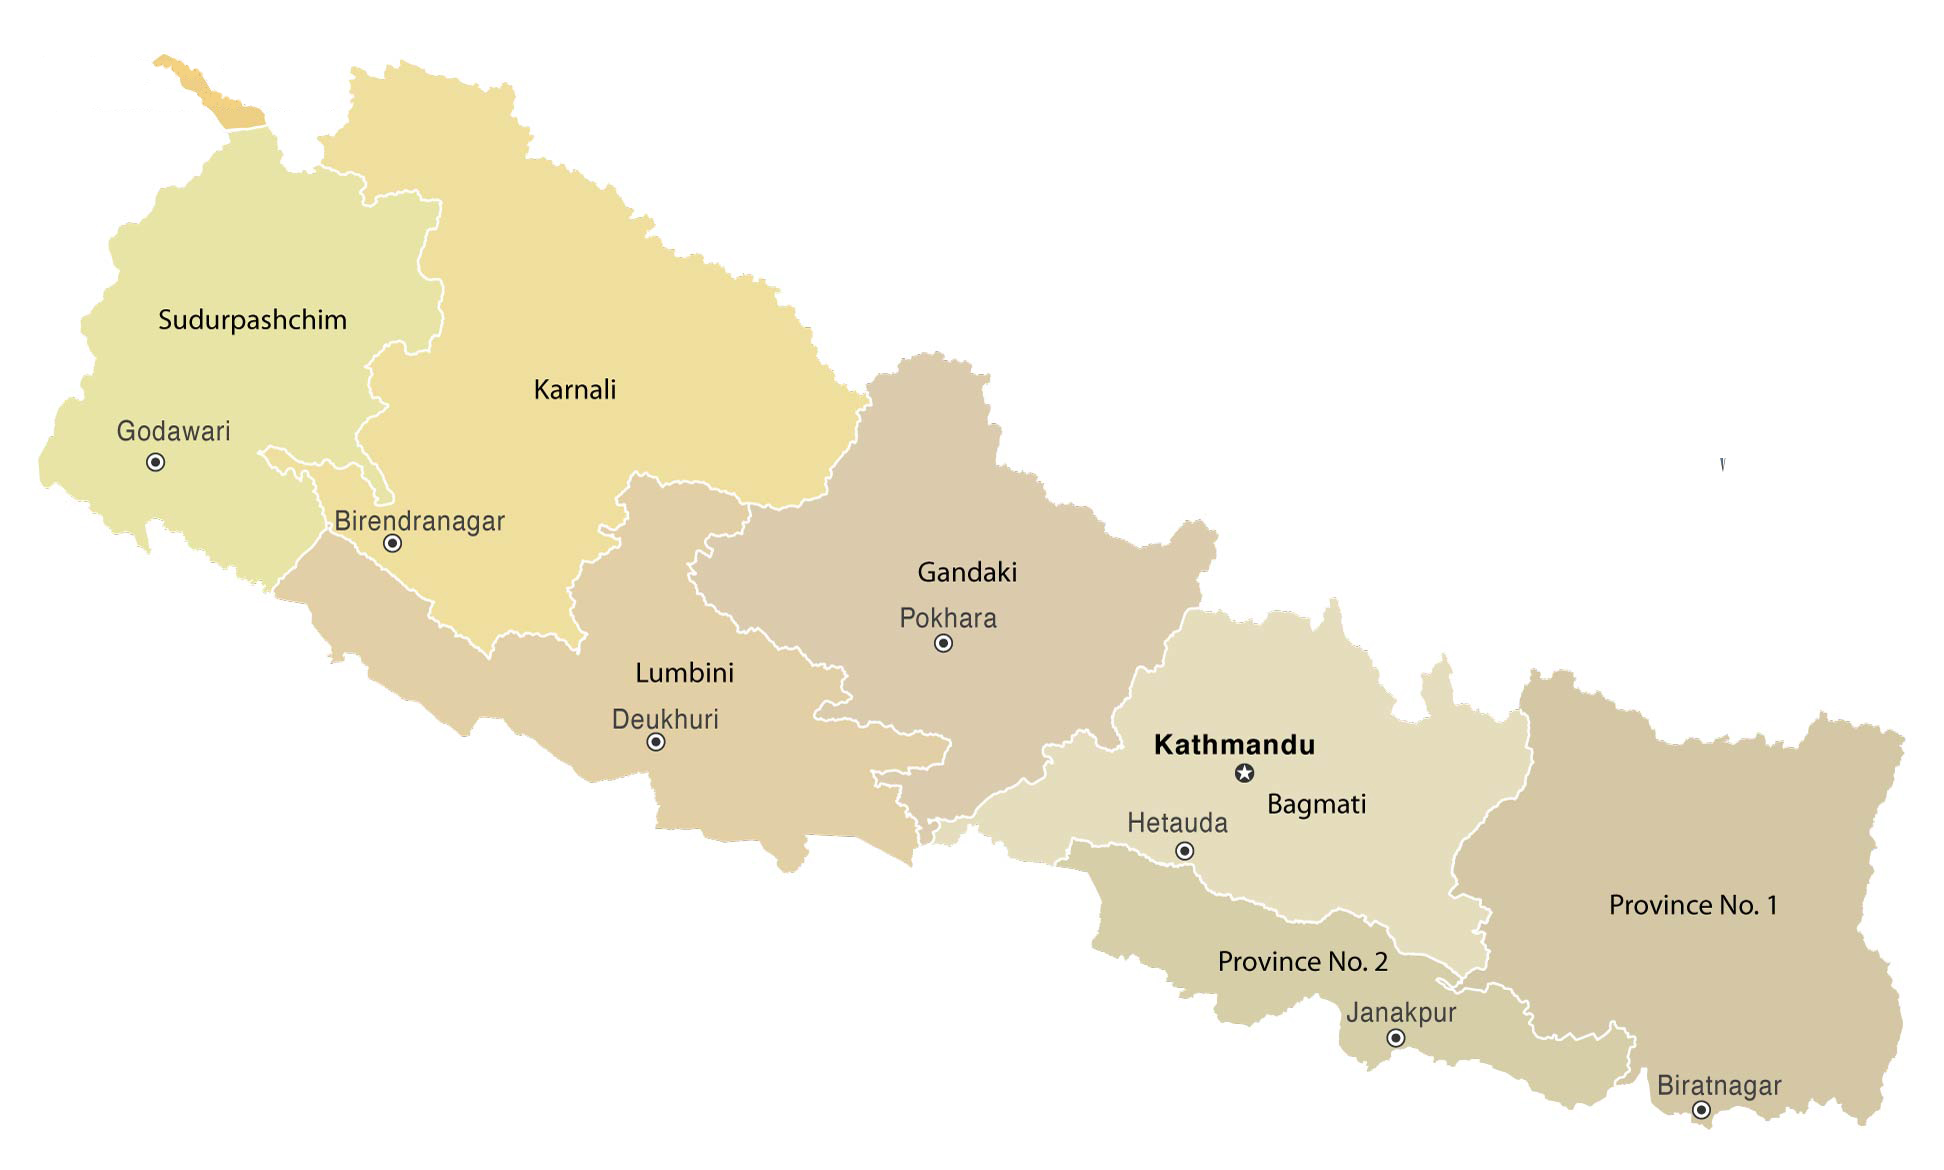 Sudurpashchim
Karnali
Godawari
Birendranagar
Gandaki
Pokhara
Lumbini
Deukhuri
Kathmandu
Bagmati
Hetauda
Province No. 1
Province No. 2
Janakpur
Biratnagar